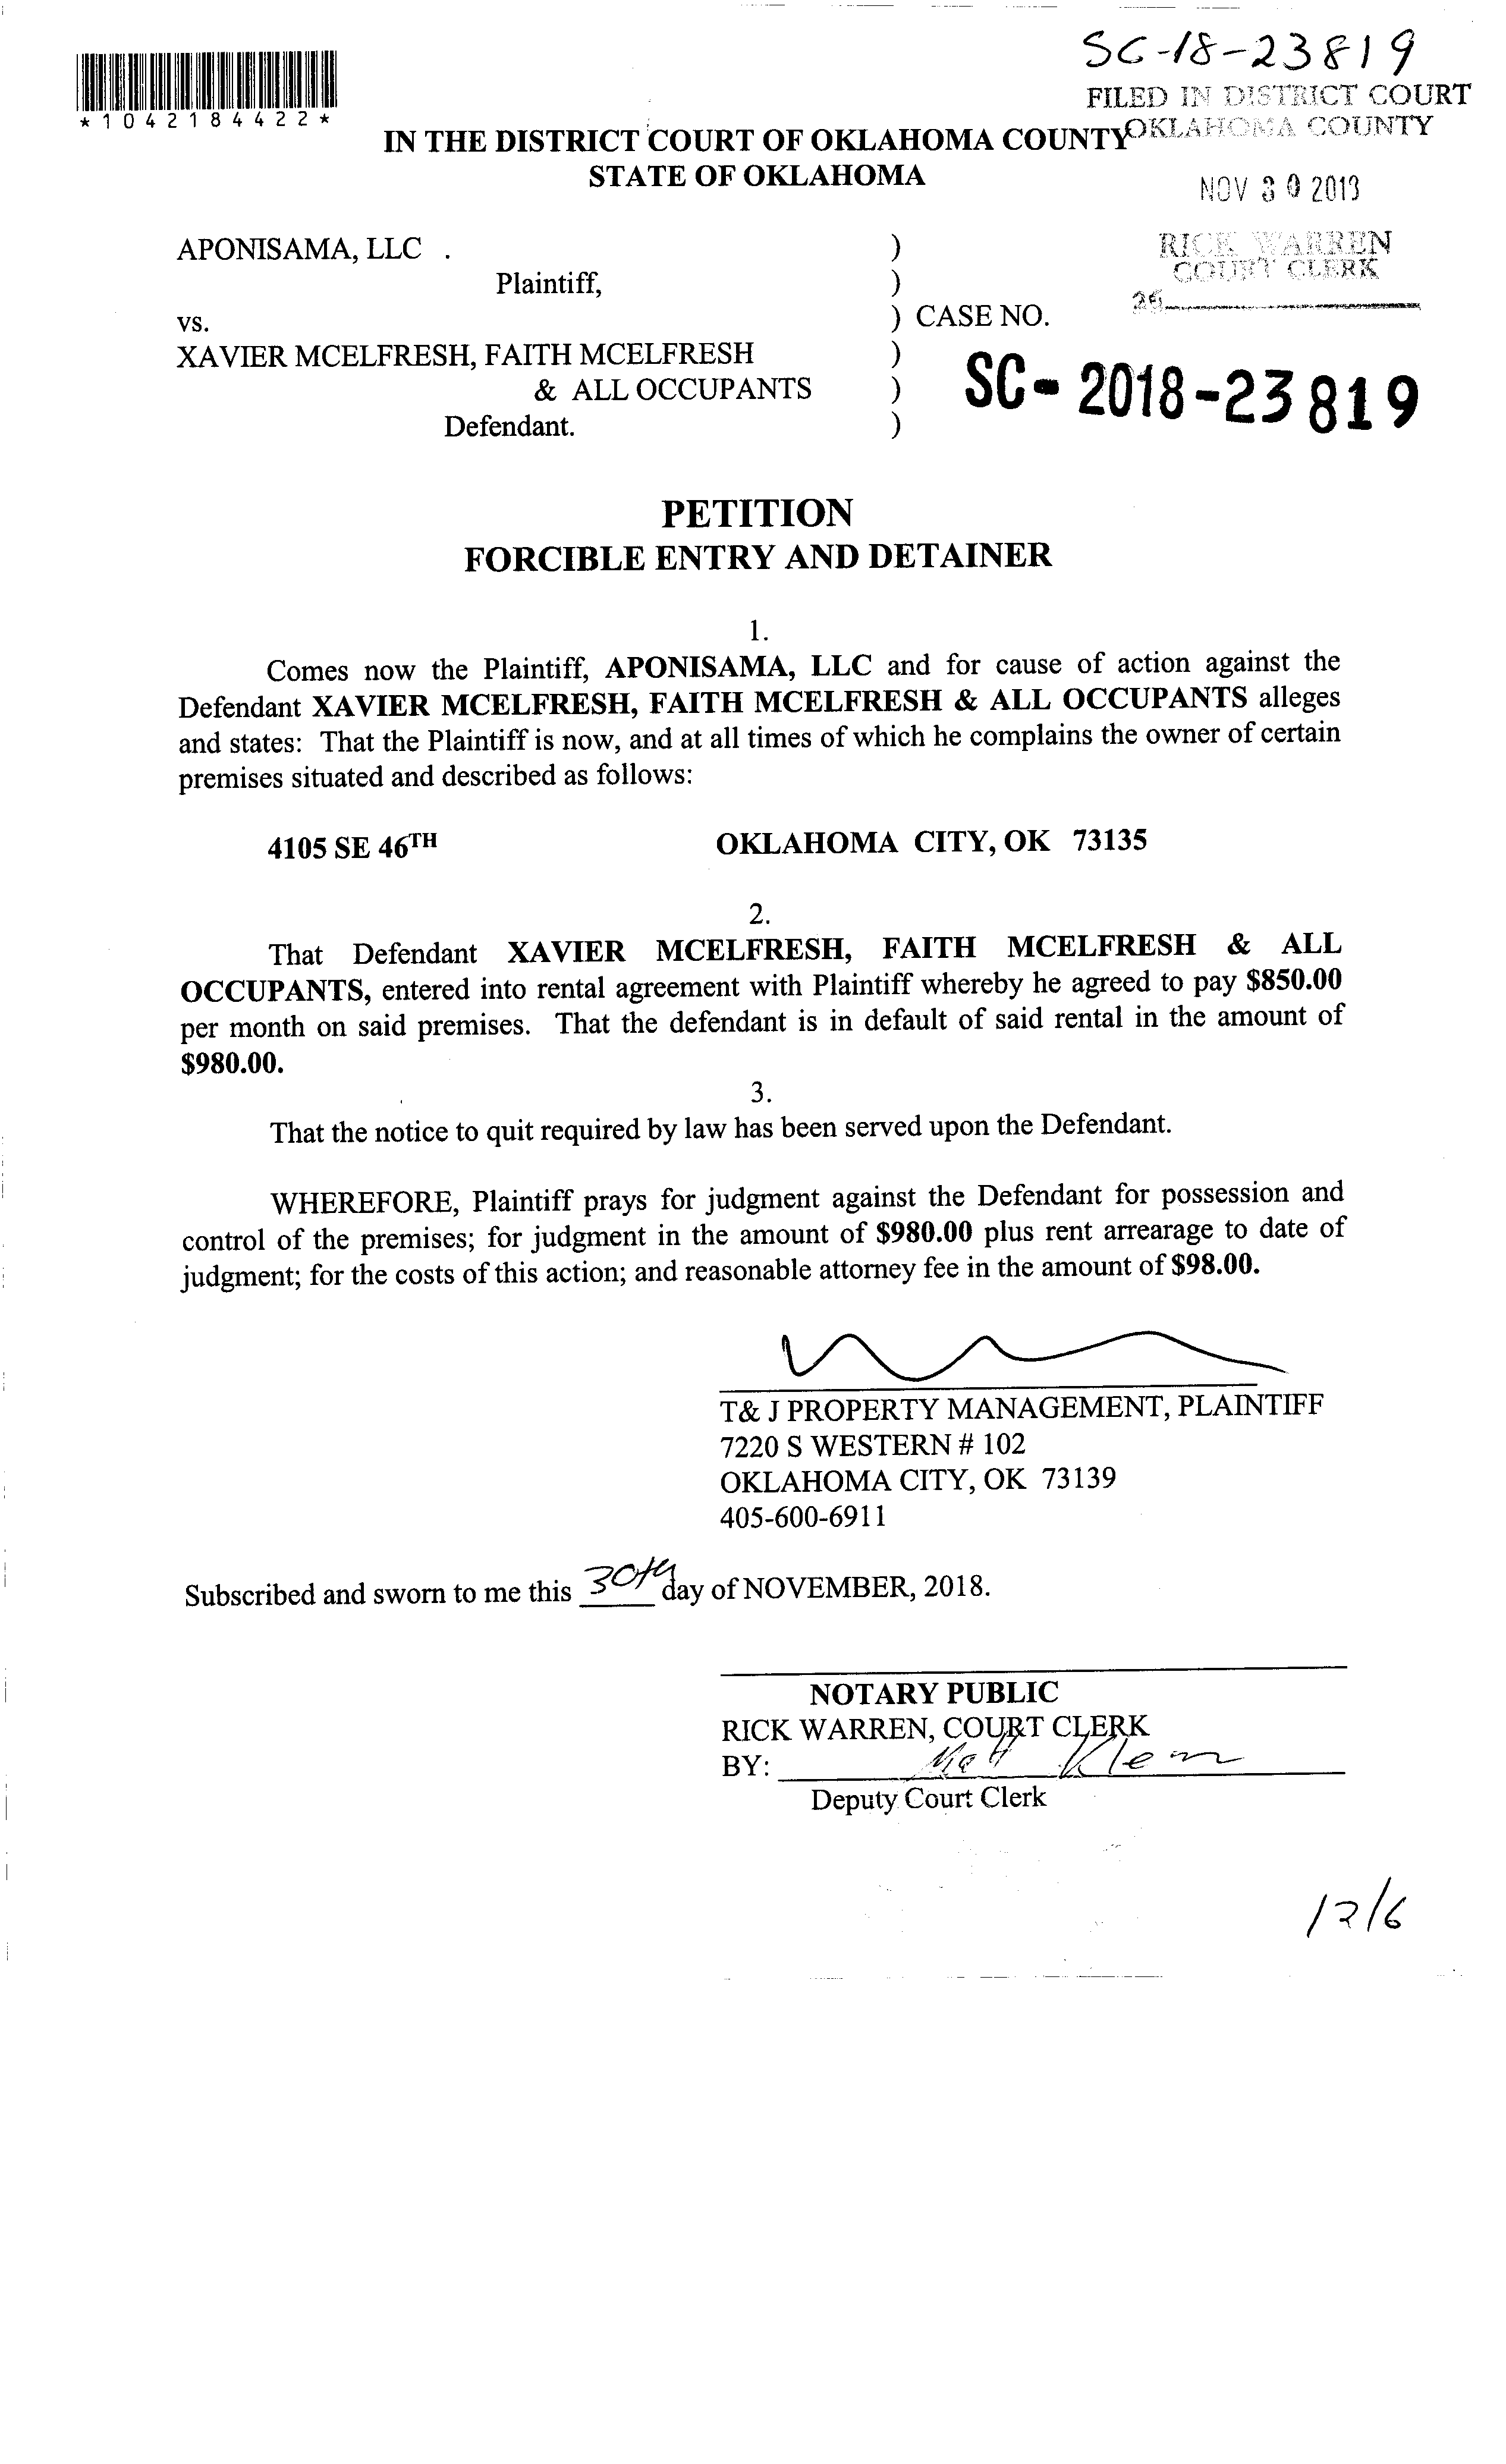 SC-18-23819
FILED IN DISTRICT COURT
OKLAHOMA COUNTY
*1042184422*
IN THE DISTRICT COURT OF OKLAHOMA COUNTY
STATE OF OKLAHOMA
NOV 30 2018
RICK WARREN
COURT CLERK
APONISAMA, LLC .
)
Plaintiff,
)
vs.
) CASE NO.
XAVIER MCELFRESH, FAITH MCELFRESH
)
& ALL OCCUPANTS
)
SC- 2018-23819
Defendant.
)
PETITION
FORCIBLE ENTRY AND DETAINER
1.
Comes now the Plaintiff, APONISAMA, LLC and for cause of action against the
Defendant XAVIER MCELFRESH, FAITH MCELFRESH & ALL OCCUPANTS alleges
and states: That the Plaintiff is now, and at all times of which he complains the owner of certain
premises situated and described as follows:
4105 SE 46TH OKLAHOMA CITY, OK 73135
2.
That Defendant XAVIER MCELFRESH, FAITH MCELFRESH & ALL
OCCUPANTS, entered into rental agreement with Plaintiff whereby he agreed to pay $850.00
per month on said premises. That the defendant is in default of said rental in the amount of
$980.00.
3.
That the notice to quit required by law has been served upon the Defendant.
WHEREFORE, Plaintiff prays for judgment against the Defendant for possession and
control of the premises; for judgment in the amount of $980.00 plus rent arrearage to date of
judgment; for the costs of this action; and reasonable attorney fee in the amount of $98.00.
T& J PROPERTY MANAGEMENT, PLAINTIFF
7220 S WESTERN # 102
OKLAHOMA CITY, OK 73139
405-600-6911
Subscribed and sworn to me this 30th day of NOVEMBER, 2018.
NOTARY PUBLIC
RICK WARREN, COURT CLERK
BY: Matt Klem
Deputy Court Clerk
12/6